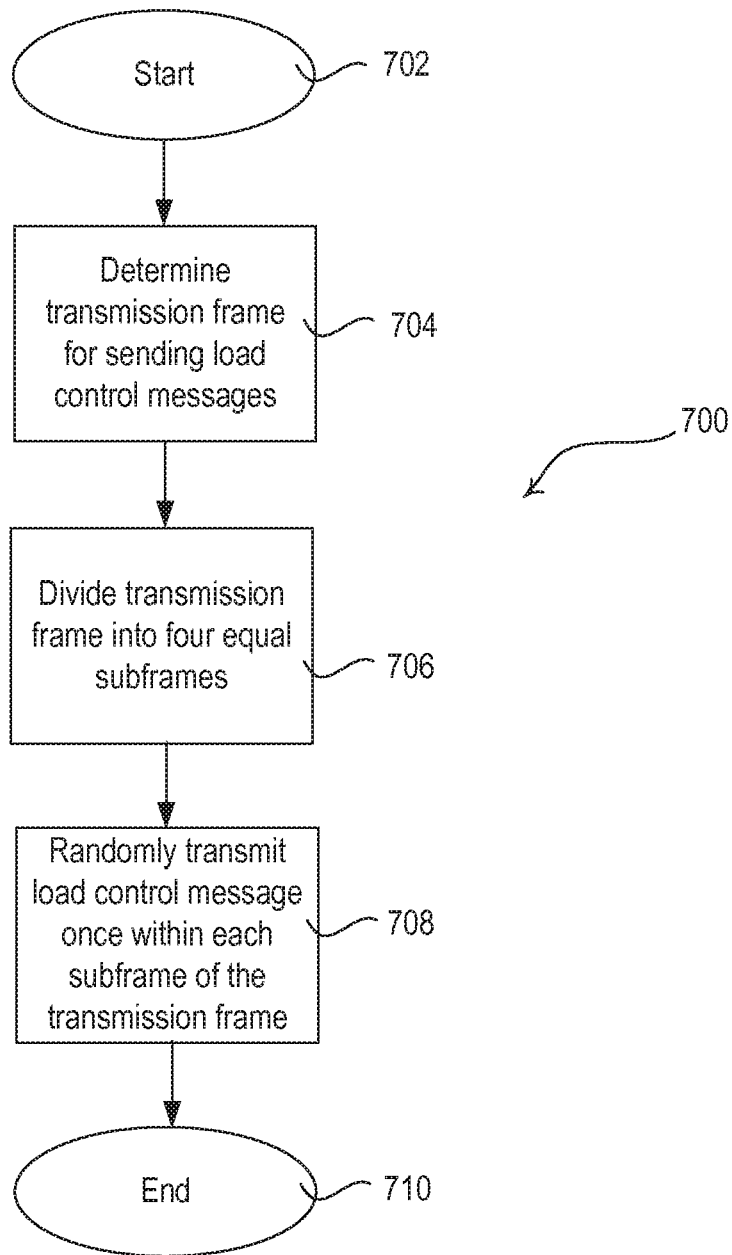 Start
702
Determine
transmission frame
for sending load
control messages
704
700
Divide transmission
frame into four equal
subframes
706
Randomly transmit
load control message
once within each
subframe of the
transmission frame
708
End
710